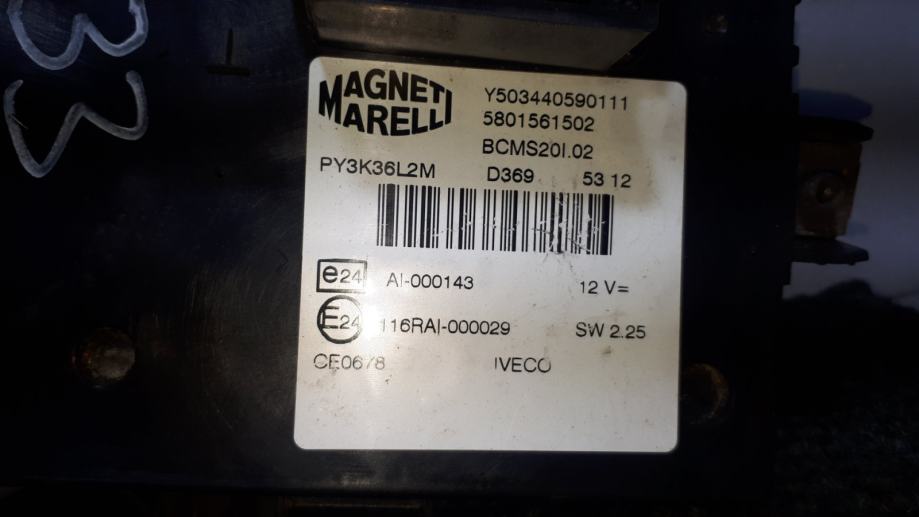 33
MAGNETI MARELLI
Y503440590111
5801561502
BCMS20I.02
PY3K36L2M D369 53 12
e24 AI-000143 12 V=
E24 116RAI-000029 SW 2.25
CE0678 IVECO